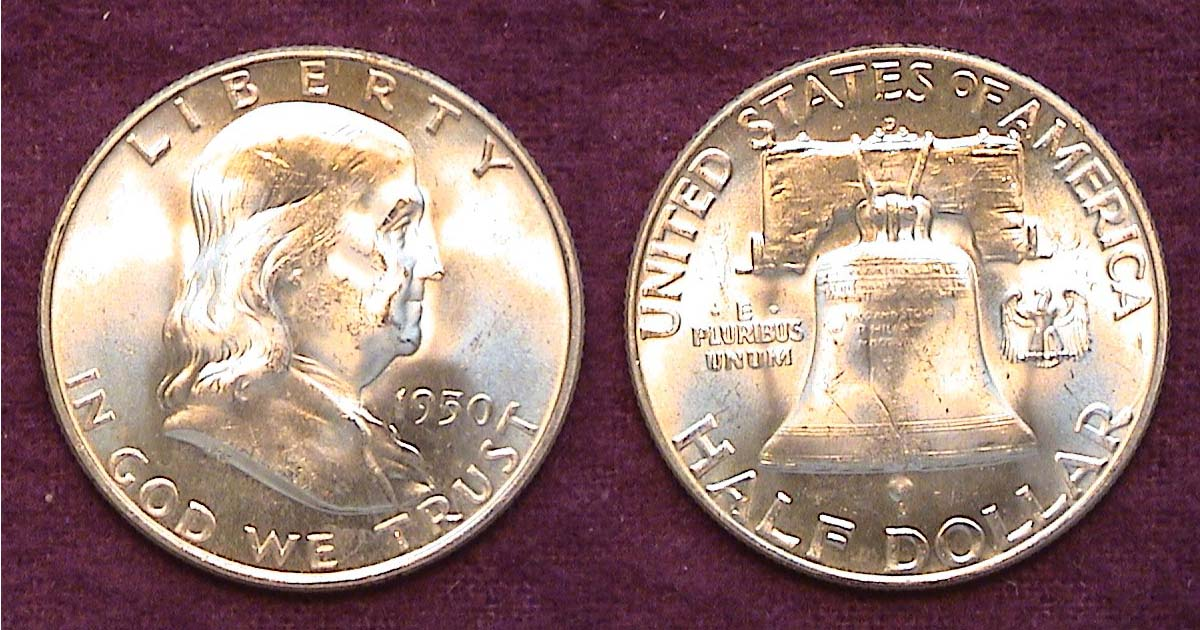 LIBERTY
1950
IN GOD WE TRUST
UNITED STATES OF AMERICA
· E ·
PLURIBUS
UNUM
HALF DOLLAR